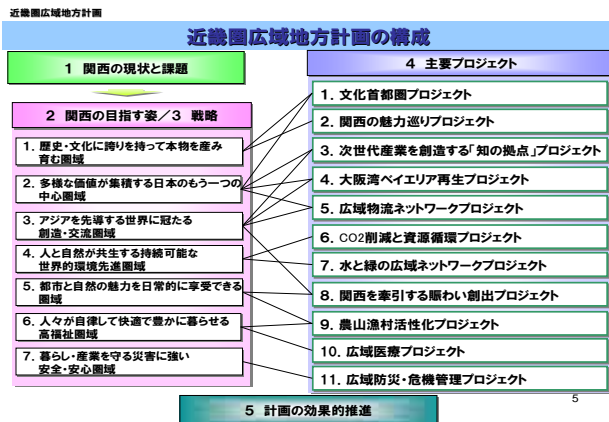 近畿圏広域地方計画
近畿圏広域地方計画の構成
1 関西の現状と課題
2 関西の目指す姿/3 戦略
1. 歴史・文化に誇りを持って本物を産み
育む圏域
2. 多様な価値が集積する日本のもう一つの
中心圏域
3. アジアを先導する世界に冠たる
創造・交流圏域
4. 人と自然が共生する持続可能な
世界的環境先進圏域
5. 都市と自然の魅力を日常的に享受できる
圏域
6. 人々が自律して快適で豊かに暮らせる
高福祉圏域
7. 暮らし・産業を守る災害に強い
安全・安心圏域
4 主要プロジェクト
1. 文化首都圏プロジェクト
2. 関西の魅力巡りプロジェクト
3. 次世代産業を創造する「知の拠点」プロジェクト
4. 大阪湾ベイエリア再生プロジェクト
5. 広域物流ネットワークプロジェクト
6. CO2削減と資源循環プロジェクト
7. 水と緑の広域ネットワークプロジェクト
8. 関西を牽引する賑わい創出プロジェクト
9. 農山漁村活性化プロジェクト
10. 広域医療プロジェクト
11. 広域防災・危機管理プロジェクト
5 計画の効果的推進
5